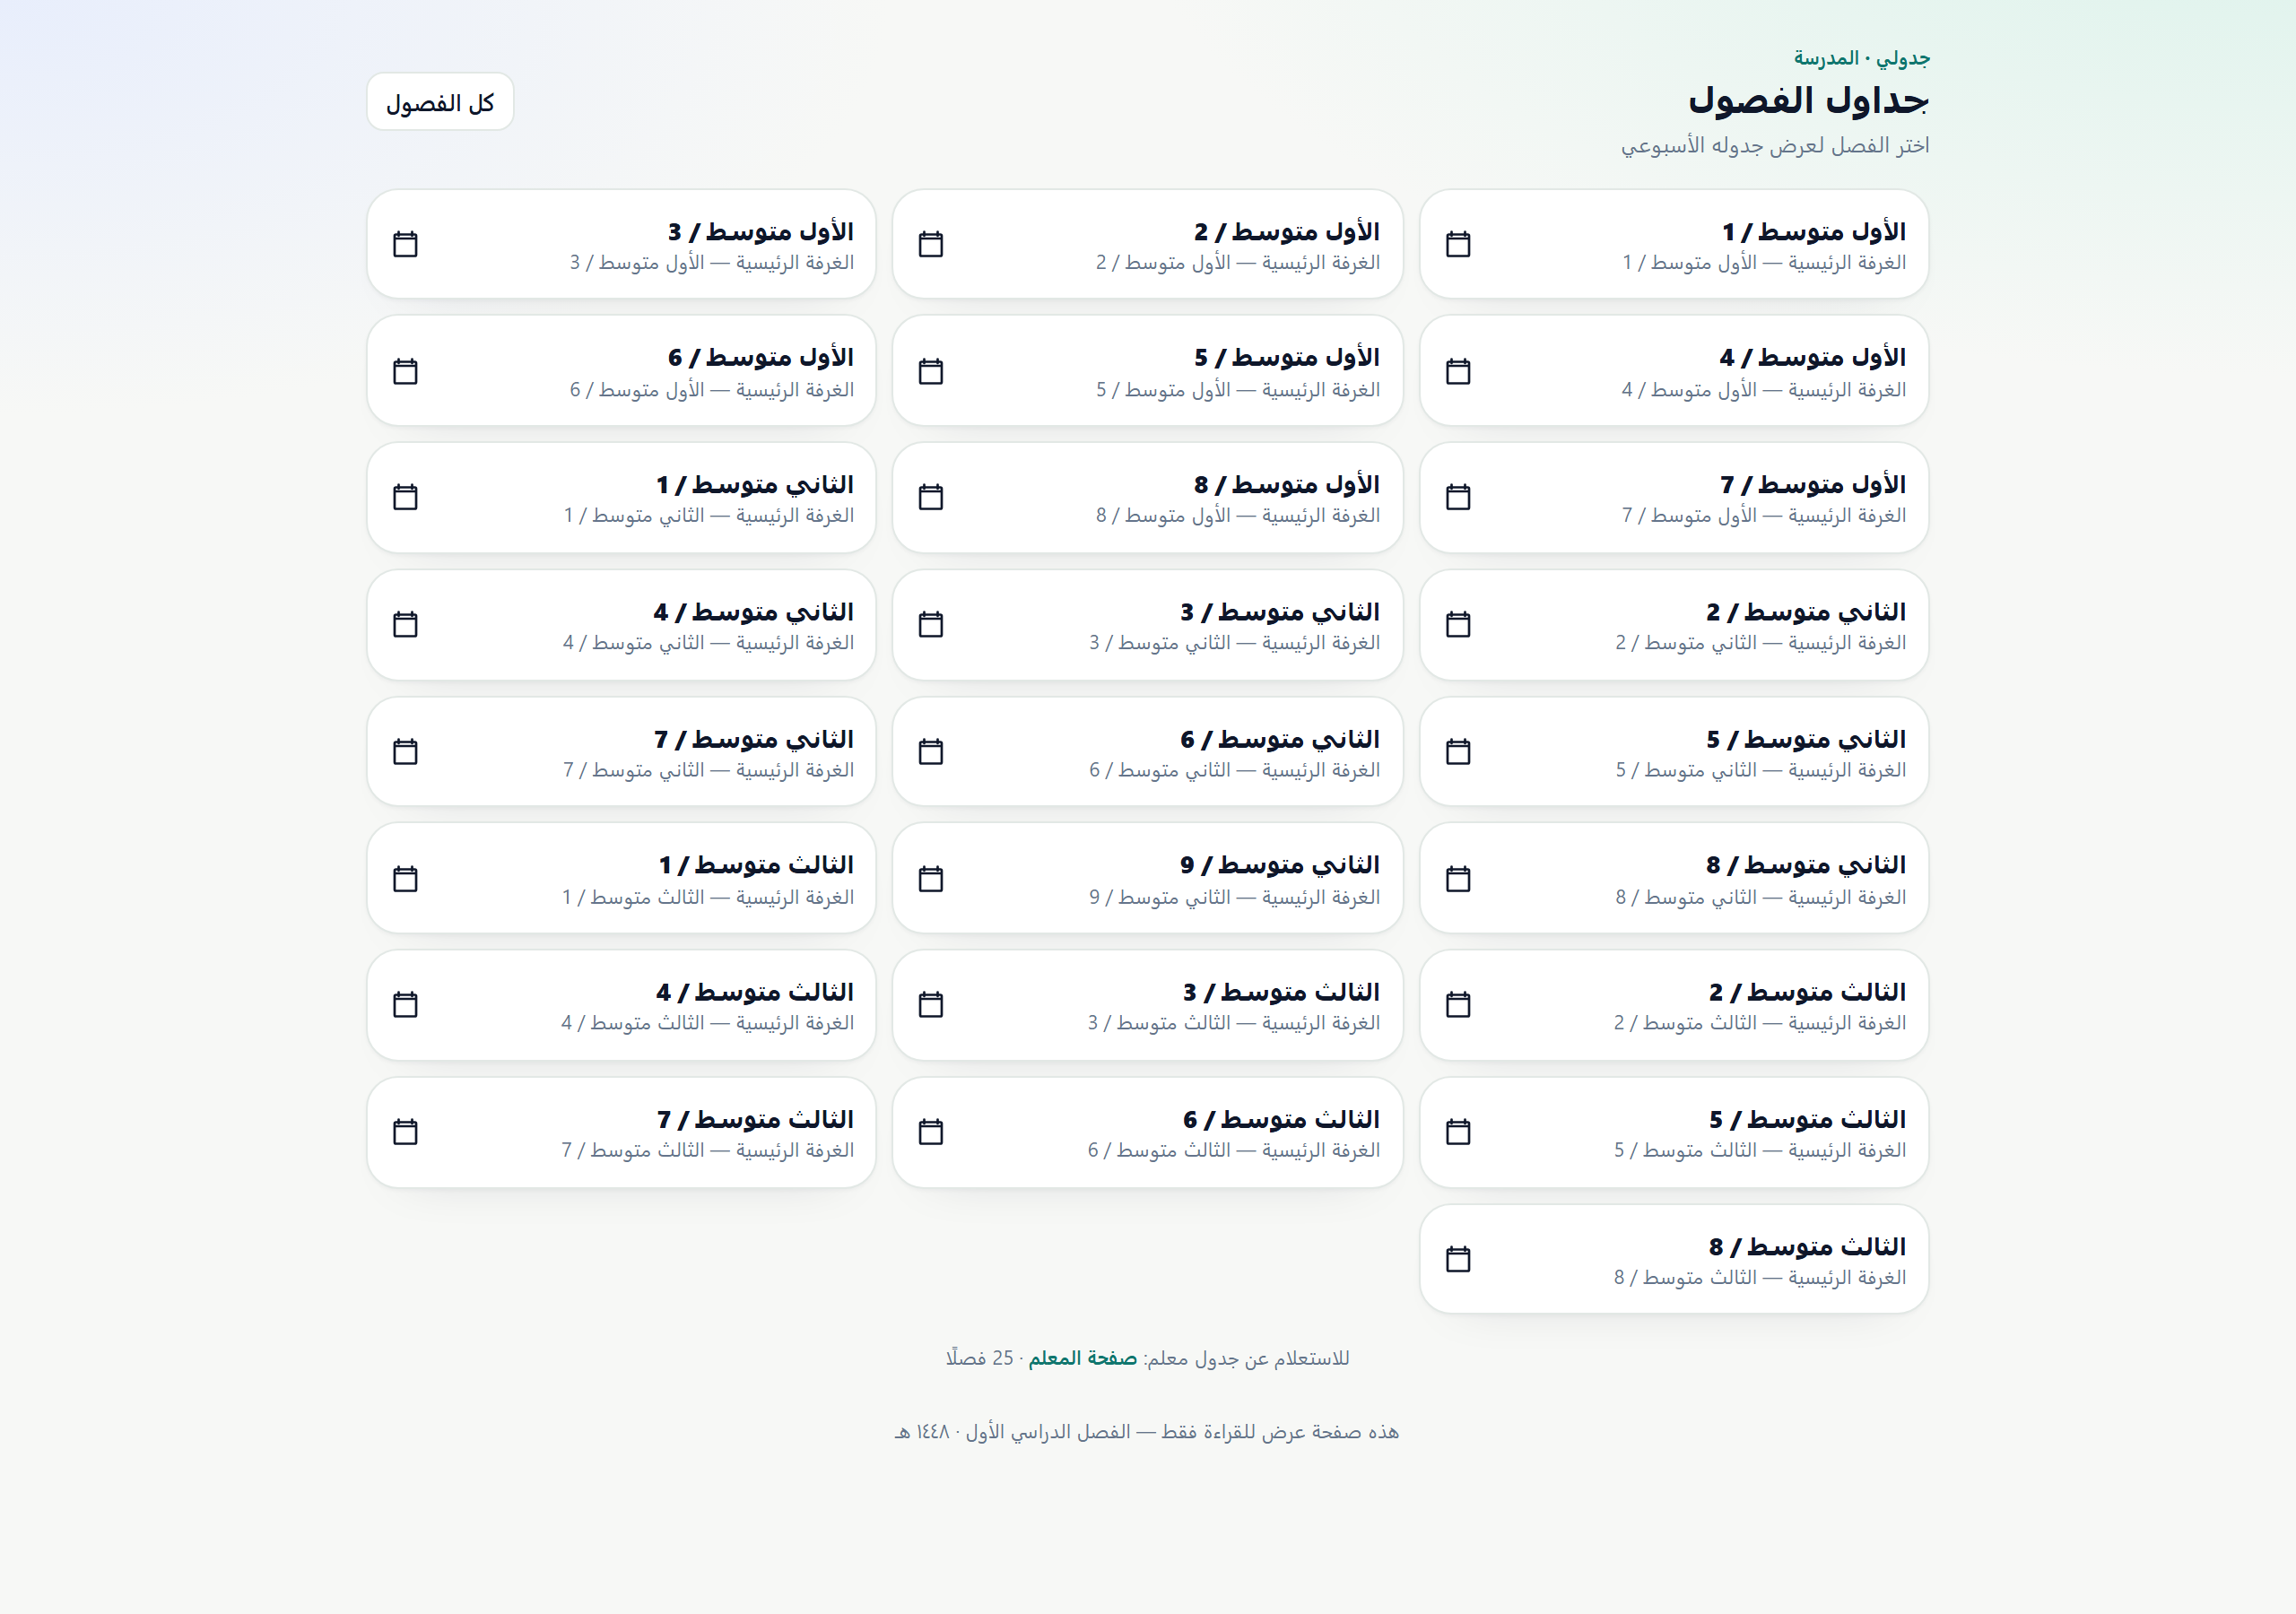 جدولي · المدرسة
جداول الفصول
اختر الفصل لعرض جدوله الأسبوعي
كل الفصول
الأول متوسط / 1
الغرفة الرئيسية — الأول متوسط / 1
الأول متوسط / 2
الغرفة الرئيسية — الأول متوسط / 2
الأول متوسط / 3
الغرفة الرئيسية — الأول متوسط / 3
الأول متوسط / 4
الغرفة الرئيسية — الأول متوسط / 4
الأول متوسط / 5
الغرفة الرئيسية — الأول متوسط / 5
الأول متوسط / 6
الغرفة الرئيسية — الأول متوسط / 6
الأول متوسط / 7
الغرفة الرئيسية — الأول متوسط / 7
الأول متوسط / 8
الغرفة الرئيسية — الأول متوسط / 8
الثاني متوسط / 1
الغرفة الرئيسية — الثاني متوسط / 1
الثاني متوسط / 2
الغرفة الرئيسية — الثاني متوسط / 2
الثاني متوسط / 3
الغرفة الرئيسية — الثاني متوسط / 3
الثاني متوسط / 4
الغرفة الرئيسية — الثاني متوسط / 4
الثاني متوسط / 5
الغرفة الرئيسية — الثاني متوسط / 5
الثاني متوسط / 6
الغرفة الرئيسية — الثاني متوسط / 6
الثاني متوسط / 7
الغرفة الرئيسية — الثاني متوسط / 7
الثاني متوسط / 8
الغرفة الرئيسية — الثاني متوسط / 8
الثاني متوسط / 9
الغرفة الرئيسية — الثاني متوسط / 9
الثالث متوسط / 1
الغرفة الرئيسية — الثالث متوسط / 1
الثالث متوسط / 2
الغرفة الرئيسية — الثالث متوسط / 2
الثالث متوسط / 3
الغرفة الرئيسية — الثالث متوسط / 3
الثالث متوسط / 4
الغرفة الرئيسية — الثالث متوسط / 4
الثالث متوسط / 5
الغرفة الرئيسية — الثالث متوسط / 5
الثالث متوسط / 6
الغرفة الرئيسية — الثالث متوسط / 6
الثالث متوسط / 7
الغرفة الرئيسية — الثالث متوسط / 7
الثالث متوسط / 8
الغرفة الرئيسية — الثالث متوسط / 8
للاستعلام عن جدول معلم: صفحة المعلم · 25 فصلًا
هذه صفحة عرض للقراءة فقط — الفصل الدراسي الأول · ١٤٤٨ هـ